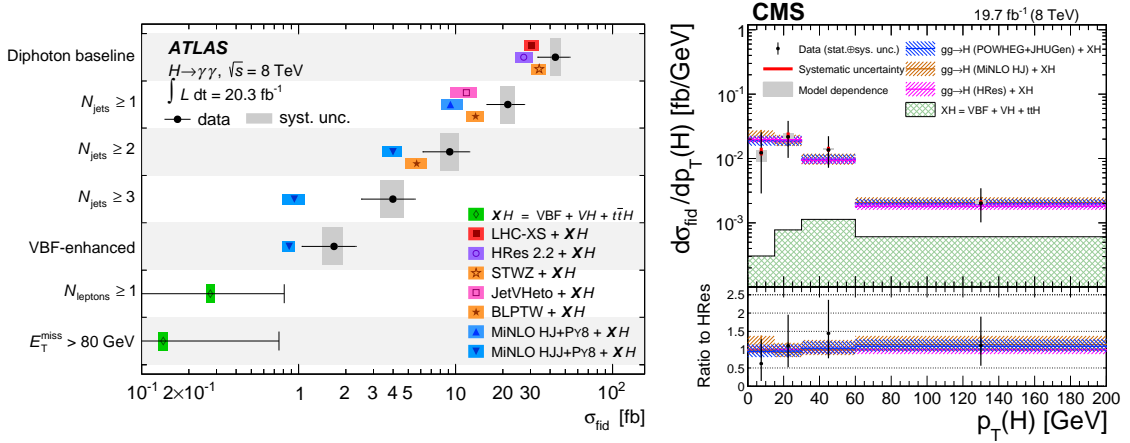 ATLAS
H→γγ, √s = 8 TeV
∫ L dt = 20.3 fb⁻¹
data syst. unc.
Diphoton baseline
N_jets ≥ 1
N_jets ≥ 2
N_jets ≥ 3
VBF-enhanced
N_leptons ≥ 1
E_T^miss > 80 GeV
XH = VBF + VH + tt̄H
LHC-XS + XH
HRes 2.2 + XH
STWZ + XH
JetVHeto + XH
BLPTW + XH
MiNLO HJ+PY8 + XH
MiNLO HJJ+PY8 + XH
10⁻¹ 2×10⁻¹ 1 2 3 4 5 10 20 30 100
σ_fid [fb]
CMS 19.7 fb⁻¹ (8 TeV)
Data (stat.⊕sys. unc.)
Systematic uncertainty
Model dependence
gg→H (POWHEG+JHUGen) + XH
gg→H (MiNLO HJ) + XH
gg→H (HRes) + XH
XH = VBF + VH + ttH
dσ_fid/dp_T(H) [fb/GeV]
1
10⁻¹
10⁻²
10⁻³
Ratio to HRes
2.5
2
1.5
1
0.5
0
0 20 40 60 80 100 120 140 160 180 200
p_T(H) [GeV]